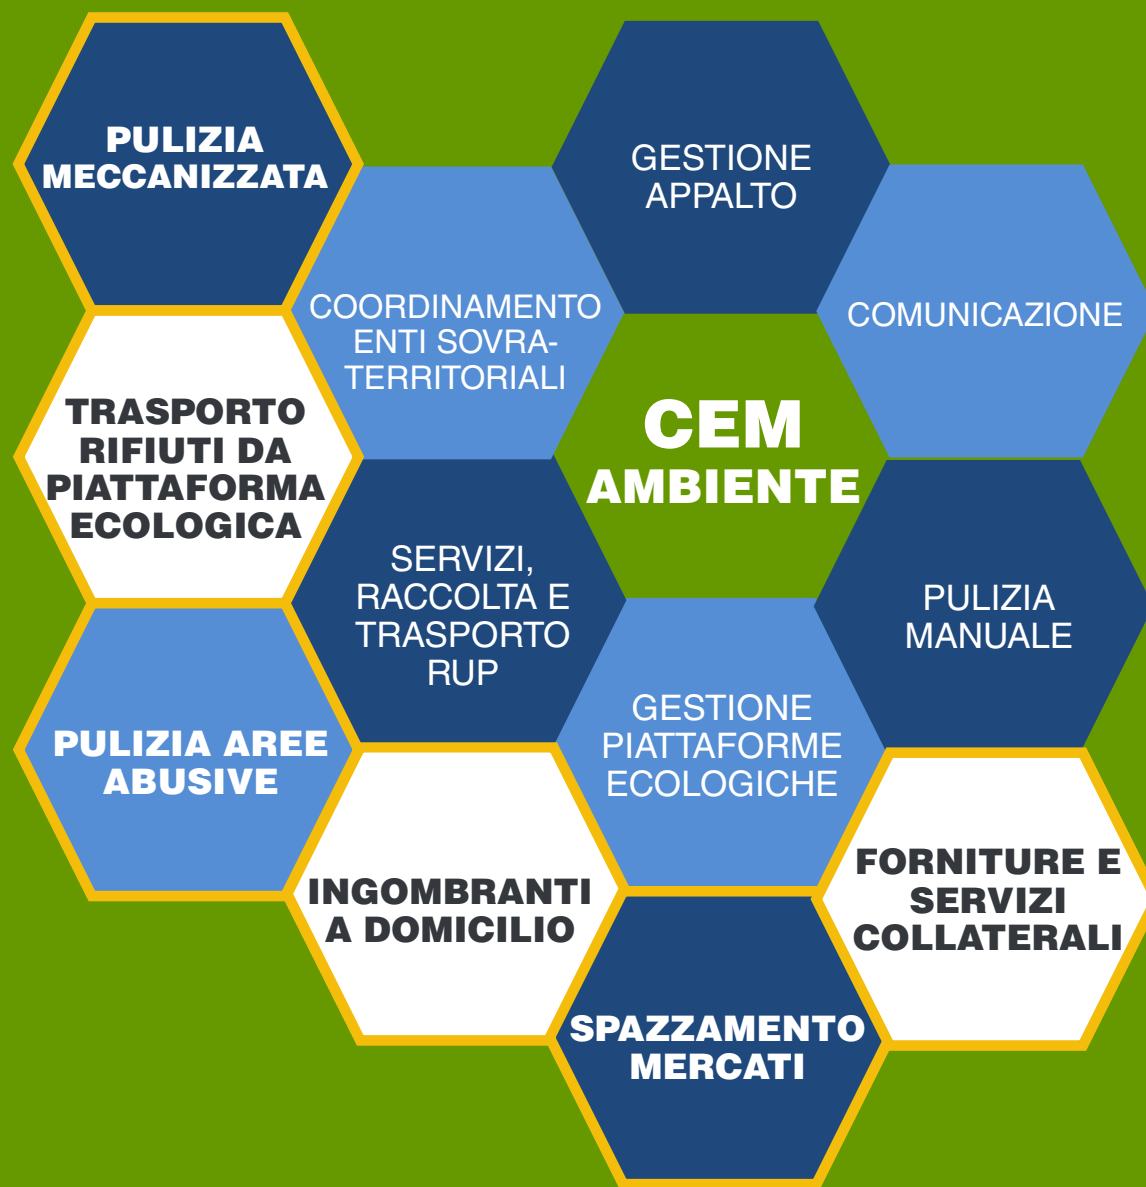 PULIZIA
MECCANIZZATA
GESTIONE
APPALTO
COORDINAMENTO
ENTI SOVRA-
TERRITORIALI
COMUNICAZIONE
TRASPORTO
RIFIUTI DA
PIATTAFORMA
ECOLOGICA
CEM
AMBIENTE
SERVIZI,
RACCOLTA E
TRASPORTO
RUP
PULIZIA
MANUALE
PULIZIA AREE
ABUSIVE
GESTIONE
PIATTAFORME
ECOLOGICHE
INGOMBRANTI
A DOMICILIO
FORNITURE E
SERVIZI
COLLATERALI
SPAZZAMENTO
MERCATI